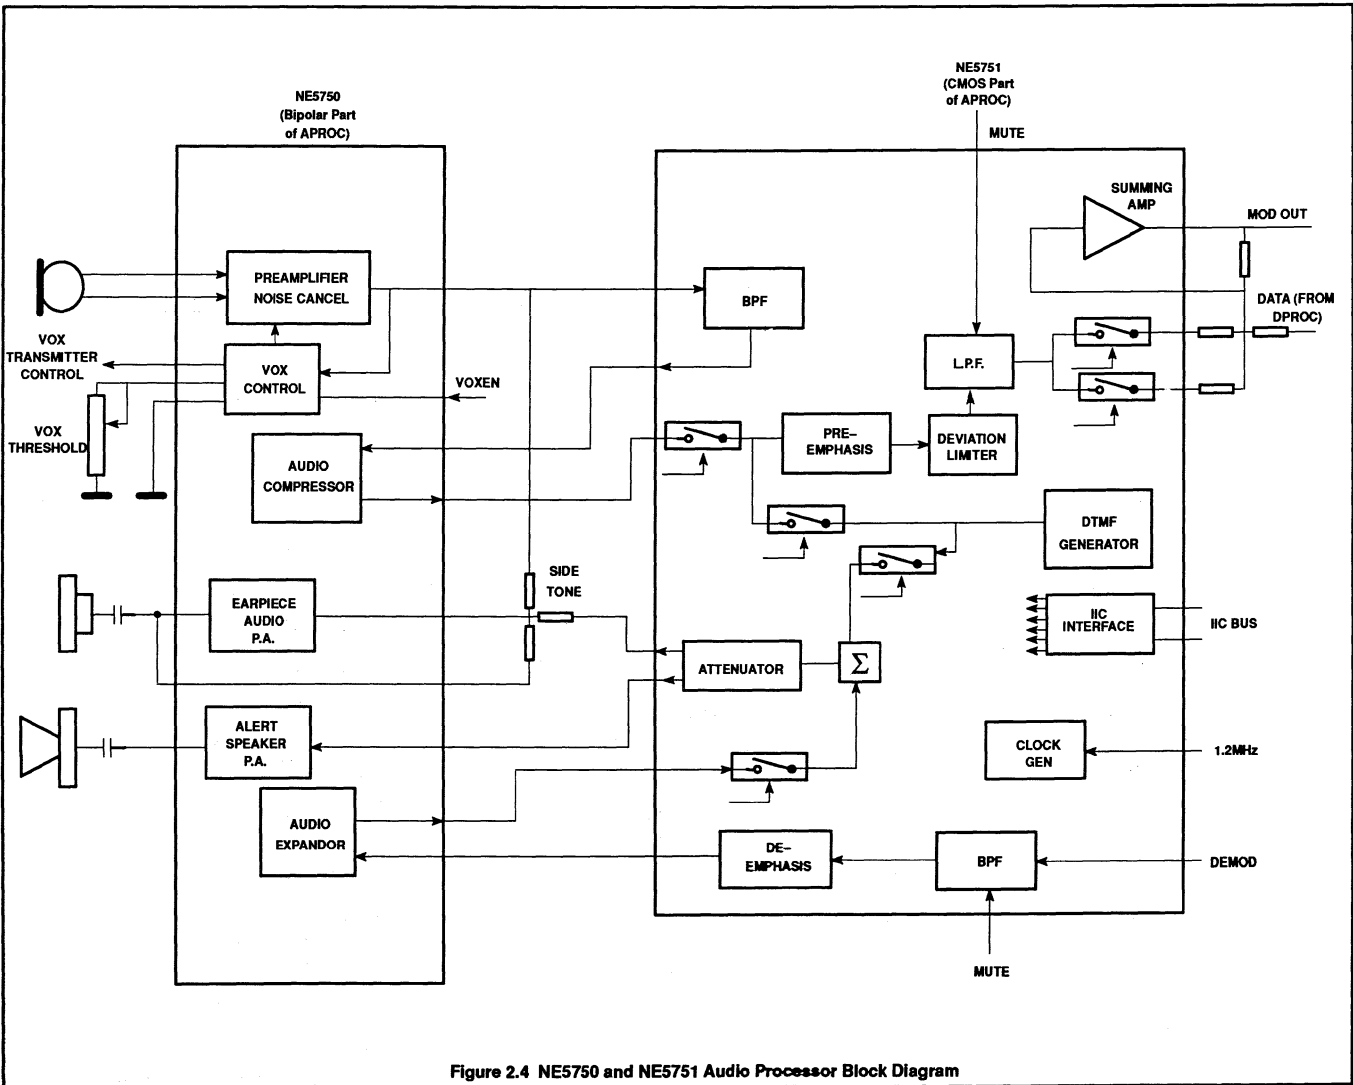 NE5751
(CMOS Part
of APROC)
MUTE
NE5750
(Bipolar Part
of APROC)
SUMMING
AMP
MOD OUT
PREAMPLIFIER
NOISE CANCEL
BPF
DATA (FROM
DPROC)
VOX
TRANSMITTER
CONTROL
VOX
CONTROL
VOXEN
L.P.F.
VOX
THRESHOLD
PRE–
EMPHASIS
DEVIATION
LIMITER
AUDIO
COMPRESSOR
DTMF
GENERATOR
SIDE
TONE
EARPIECE
AUDIO
P.A.
IIC
INTERFACE
IIC BUS
ATTENUATOR
Σ
ALERT
SPEAKER
P.A.
CLOCK
GEN
1.2MHz
AUDIO
EXPANDOR
DE–
EMPHASIS
BPF
DEMOD
MUTE
Figure 2.4 NE5750 and NE5751 Audio Processor Block Diagram